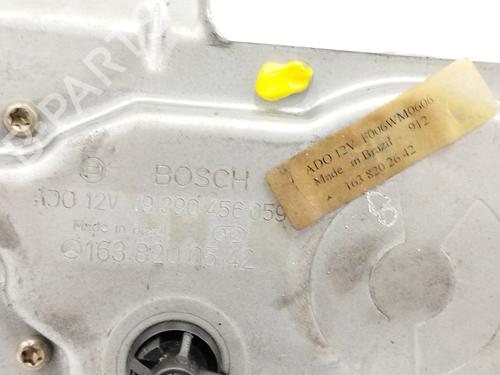 BOSCH
ADO 12V 9 390 456 059
Made in Brazil
163 820 05 42
ADO 12V F006WM0606
Made in Brazil 912
163 820 26 42